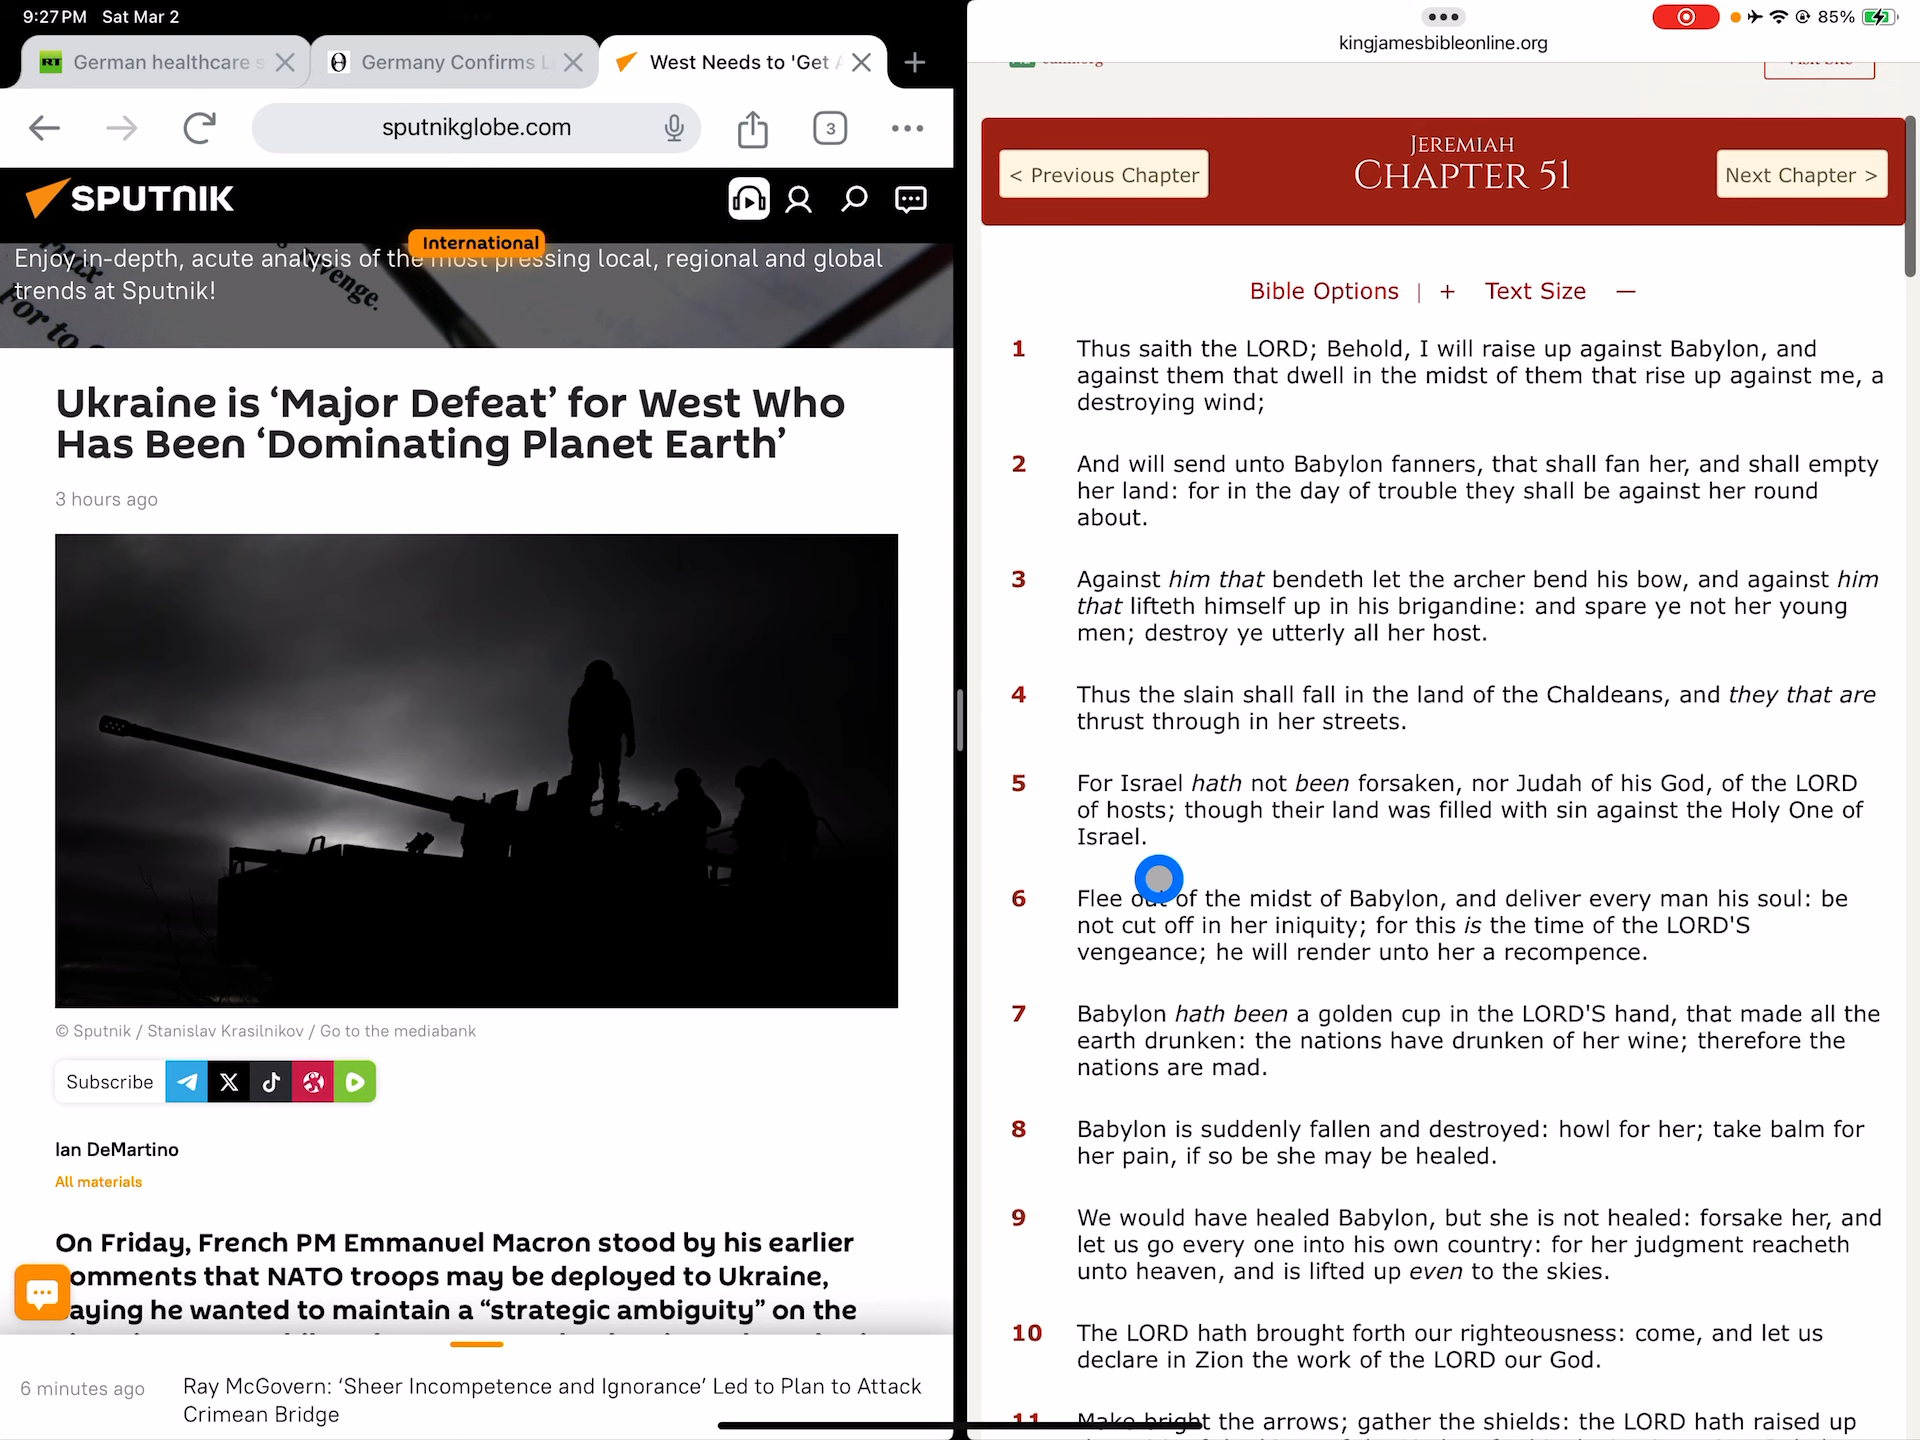 9:27 PM Sat Mar 2
RT German healthcare s
Germany Confirms L
West Needs to 'Get A
sputnikglobe.com
3
SPUTNIK
International
Enjoy in-depth, acute analysis of the most pressing local, regional and global
trends at Sputnik!
revenge.
For to
Ukraine is ‘Major Defeat’ for West Who
Has Been ‘Dominating Planet Earth’
3 hours ago
© Sputnik / Stanislav Krasilnikov / Go to the mediabank
Subscribe
Ian DeMartino
All materials
On Friday, French PM Emmanuel Macron stood by his earlier
omments that NATO troops may be deployed to Ukraine,
aying he wanted to maintain a “strategic ambiguity” on the
6 minutes ago
Ray McGovern: ‘Sheer Incompetence and Ignorance’ Led to Plan to Attack
Crimean Bridge
85%
kingjamesbibleonline.org
< Previous Chapter
JEREMIAH
CHAPTER 51
Next Chapter >
Bible Options | + Text Size —
1 Thus saith the LORD; Behold, I will raise up against Babylon, and
against them that dwell in the midst of them that rise up against me, a
destroying wind;
2 And will send unto Babylon fanners, that shall fan her, and shall empty
her land: for in the day of trouble they shall be against her round
about.
3 Against him that bendeth let the archer bend his bow, and against him
that lifteth himself up in his brigandine: and spare ye not her young
men; destroy ye utterly all her host.
4 Thus the slain shall fall in the land of the Chaldeans, and they that are
thrust through in her streets.
5 For Israel hath not been forsaken, nor Judah of his God, of the LORD
of hosts; though their land was filled with sin against the Holy One of
Israel.
6 Flee out of the midst of Babylon, and deliver every man his soul: be
not cut off in her iniquity; for this is the time of the LORD'S
vengeance; he will render unto her a recompence.
7 Babylon hath been a golden cup in the LORD'S hand, that made all the
earth drunken: the nations have drunken of her wine; therefore the
nations are mad.
8 Babylon is suddenly fallen and destroyed: howl for her; take balm for
her pain, if so be she may be healed.
9 We would have healed Babylon, but she is not healed: forsake her, and
let us go every one into his own country: for her judgment reacheth
unto heaven, and is lifted up even to the skies.
10 The LORD hath brought forth our righteousness: come, and let us
declare in Zion the work of the LORD our God.
11 Make bright the arrows; gather the shields: the LORD hath raised up